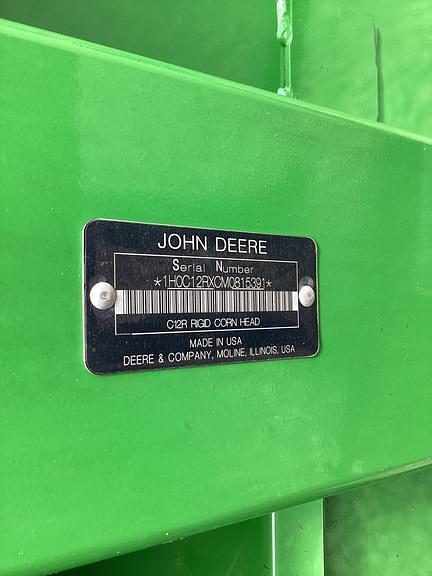 JOHN DEERE
Serial Number
*1H0C12RXCM0815391*
C12R RIGID CORN HEAD
MADE IN USA
DEERE & COMPANY, MOLINE, ILLINOIS, USA